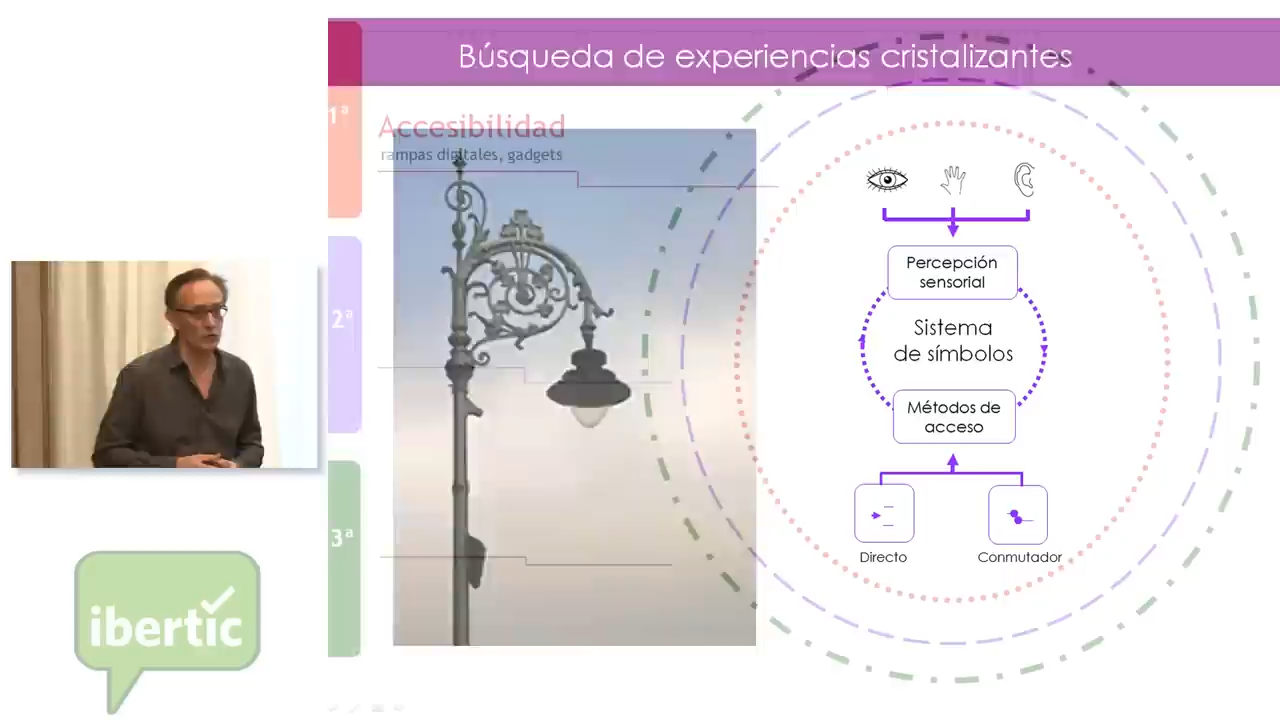 Búsqueda de experiencias cristalizantes
1ª
Accesibilidad
rampas digitales, gadgets
2ª
3ª
Percepción
sensorial
Sistema
de símbolos
Métodos de
acceso
Directo
Conmutador
ibertic